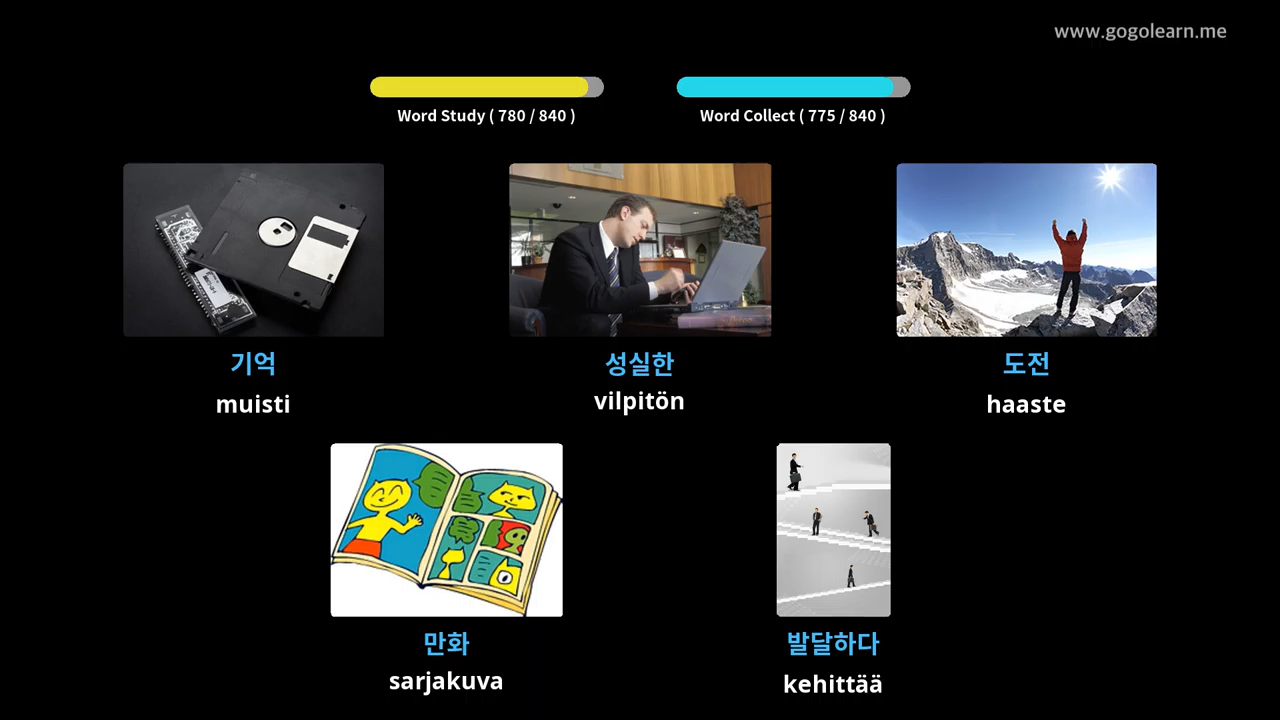 www.gogolearn.me
Word Study ( 780 / 840 )
Word Collect ( 775 / 840 )
기억
muisti
성실한
vilpitön
도전
haaste
만화
sarjakuva
발달하다
kehittää